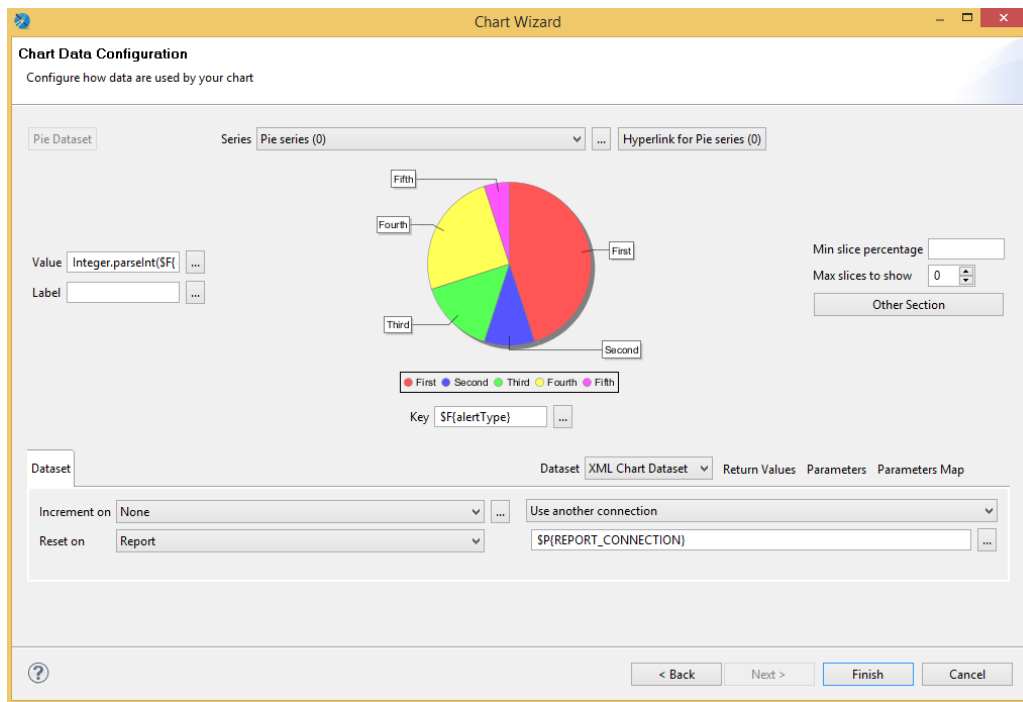 Chart Wizard
Chart Data Configuration
Configure how data are used by your chart
Pie Dataset
Series Pie series (0) ... Hyperlink for Pie series (0)
Fifth
Fourth
First
Third
Second
Value Integer.parseInt($F{ ...
Label ...
Min slice percentage
Max slices to show 0
Other Section
First Second Third Fourth Fifth
Key $F{alertType} ...
Dataset
Dataset XML Chart Dataset Return Values Parameters Parameters Map
Increment on None ... Use another connection
Reset on Report $P{REPORT_CONNECTION} ...
?
< Back Next > Finish Cancel